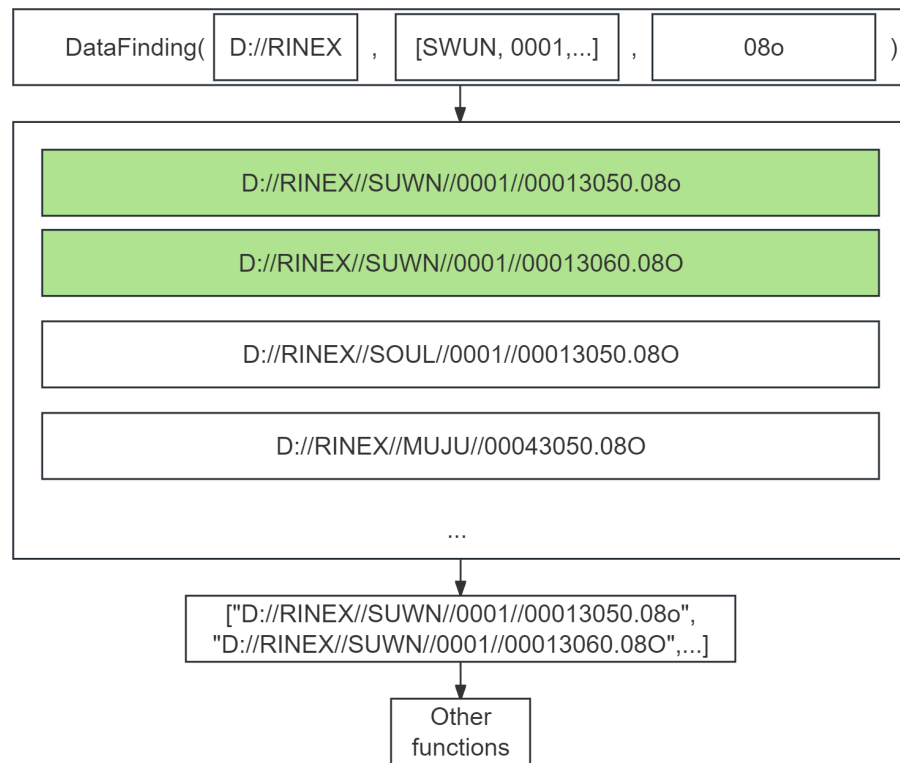 DataFinding( D://RINEX , [SWUN, 0001,...] , 08o )
D://RINEX//SUWN//0001//00013050.08o
D://RINEX//SUWN//0001//00013060.08O
D://RINEX//SOUL//0001//00013050.08O
D://RINEX//MUJU//00043050.08O
...
["D://RINEX//SUWN//0001//00013050.08o",
"D://RINEX//SUWN//0001//00013060.08O",...]
Other
functions